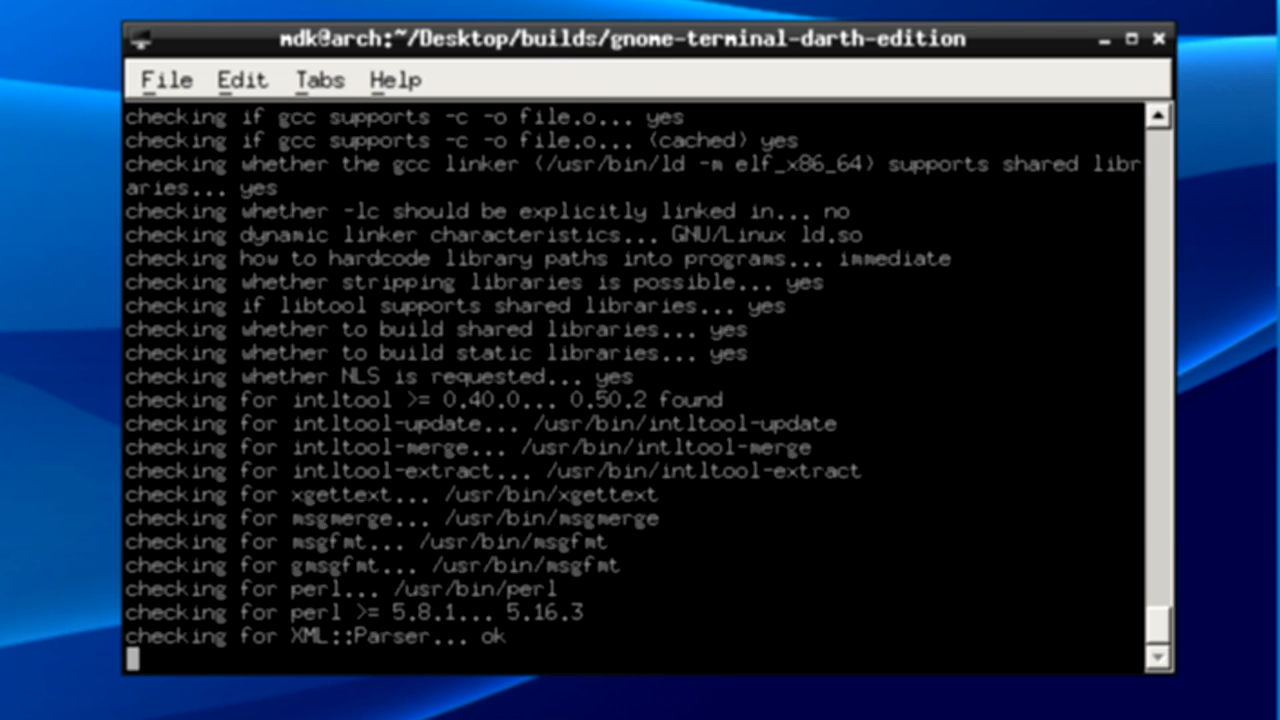 mdk@arch:~/Desktop/builds/gnome-terminal-darth-edition
File Edit Tabs Help
checking if gcc supports -c -o file.o... yes
checking if gcc supports -c -o file.o... (cached) yes
checking whether the gcc linker (/usr/bin/ld -m elf_x86_64) supports shared libr
aries... yes
checking whether -lc should be explicitly linked in... no
checking dynamic linker characteristics... GNU/Linux ld.so
checking how to hardcode library paths into programs... immediate
checking whether stripping libraries is possible... yes
checking if libtool supports shared libraries... yes
checking whether to build shared libraries... yes
checking whether to build static libraries... yes
checking whether NLS is requested... yes
checking for intltool >= 0.40.0... 0.50.2 found
checking for intltool-update... /usr/bin/intltool-update
checking for intltool-merge... /usr/bin/intltool-merge
checking for intltool-extract... /usr/bin/intltool-extract
checking for xgettext... /usr/bin/xgettext
checking for msgmerge... /usr/bin/msgmerge
checking for msgfmt... /usr/bin/msgfmt
checking for gmsgfmt... /usr/bin/msgfmt
checking for perl... /usr/bin/perl
checking for perl >= 5.8.1... 5.16.3
checking for XML::Parser... ok